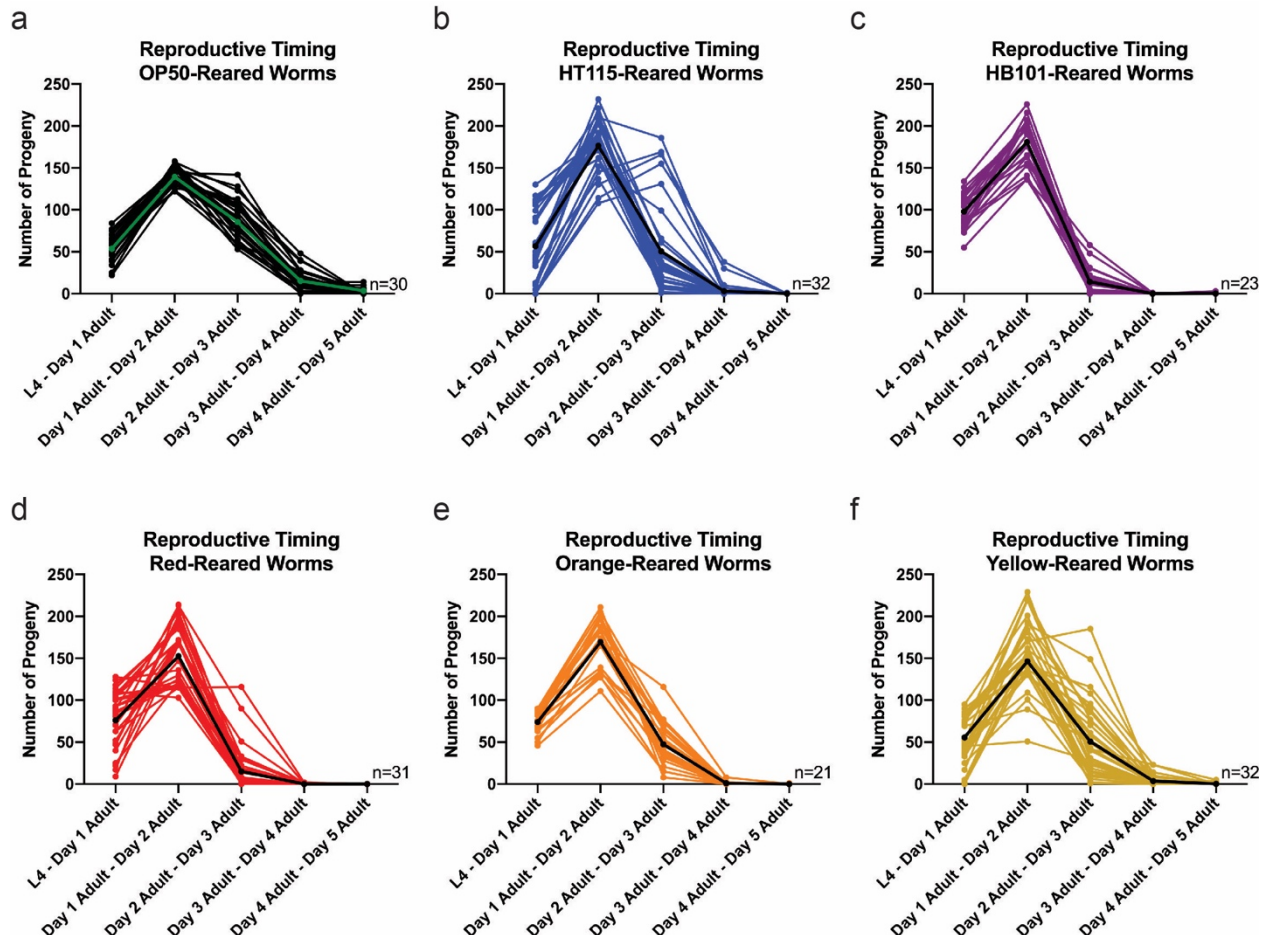 a
Reproductive Timing
OP50-Reared Worms
Number of Progeny
250
200
150
100
50
0
n=30
L4 - Day 1 Adult
Day 1 Adult - Day 2 Adult
Day 2 Adult - Day 3 Adult
Day 3 Adult - Day 4 Adult
Day 4 Adult - Day 5 Adult
b
Reproductive Timing
HT115-Reared Worms
Number of Progeny
250
200
150
100
50
0
n=32
L4 - Day 1 Adult
Day 1 Adult - Day 2 Adult
Day 2 Adult - Day 3 Adult
Day 3 Adult - Day 4 Adult
Day 4 Adult - Day 5 Adult
c
Reproductive Timing
HB101-Reared Worms
Number of Progeny
250
200
150
100
50
0
n=23
L4 - Day 1 Adult
Day 1 Adult - Day 2 Adult
Day 2 Adult - Day 3 Adult
Day 3 Adult - Day 4 Adult
Day 4 Adult - Day 5 Adult
d
Reproductive Timing
Red-Reared Worms
Number of Progeny
250
200
150
100
50
0
n=31
L4 - Day 1 Adult
Day 1 Adult - Day 2 Adult
Day 2 Adult - Day 3 Adult
Day 3 Adult - Day 4 Adult
Day 4 Adult - Day 5 Adult
e
Reproductive Timing
Orange-Reared Worms
Number of Progeny
250
200
150
100
50
0
n=21
L4 - Day 1 Adult
Day 1 Adult - Day 2 Adult
Day 2 Adult - Day 3 Adult
Day 3 Adult - Day 4 Adult
Day 4 Adult - Day 5 Adult
f
Reproductive Timing
Yellow-Reared Worms
Number of Progeny
250
200
150
100
50
0
n=32
L4 - Day 1 Adult
Day 1 Adult - Day 2 Adult
Day 2 Adult - Day 3 Adult
Day 3 Adult - Day 4 Adult
Day 4 Adult - Day 5 Adult